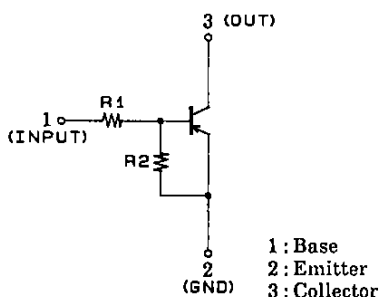 3 (OUT)
R1
1
(INPUT)
R2
2
(GND)
1 : Base
2 : Emitter
3 : Collector